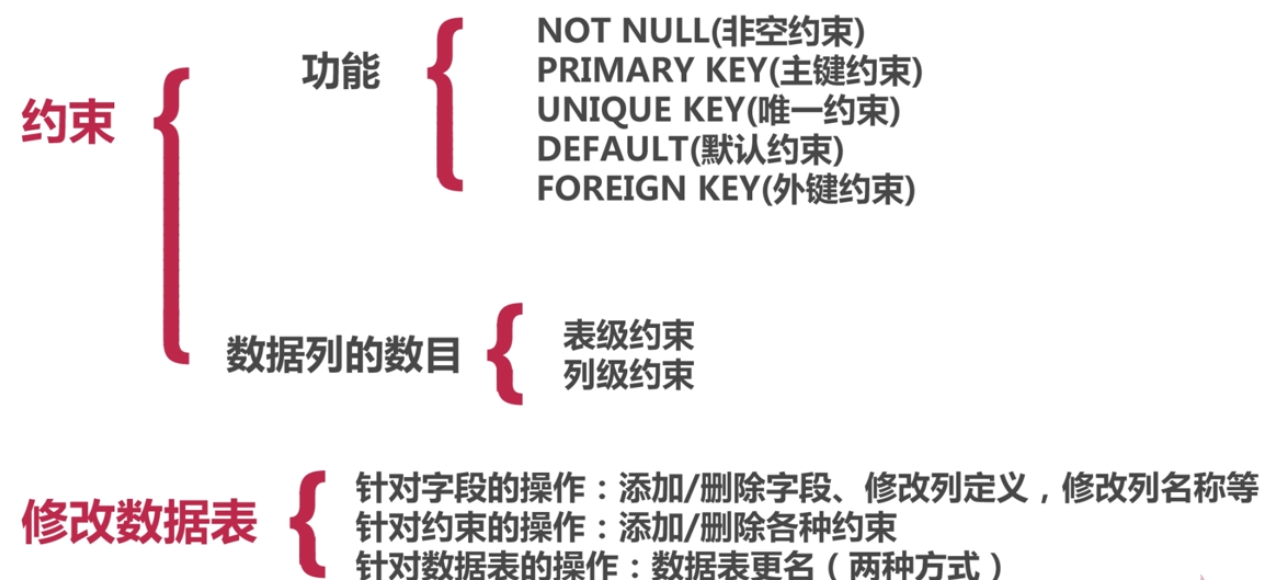 约束
功能
NOT NULL(非空约束)
PRIMARY KEY(主键约束)
UNIQUE KEY(唯一约束)
DEFAULT(默认约束)
FOREIGN KEY(外键约束)
数据列的数目
表级约束
列级约束
修改数据表
针对字段的操作：添加/删除字段、修改列定义，修改列名称等
针对约束的操作：添加/删除各种约束
针对数据表的操作：数据表更名（两种方式）